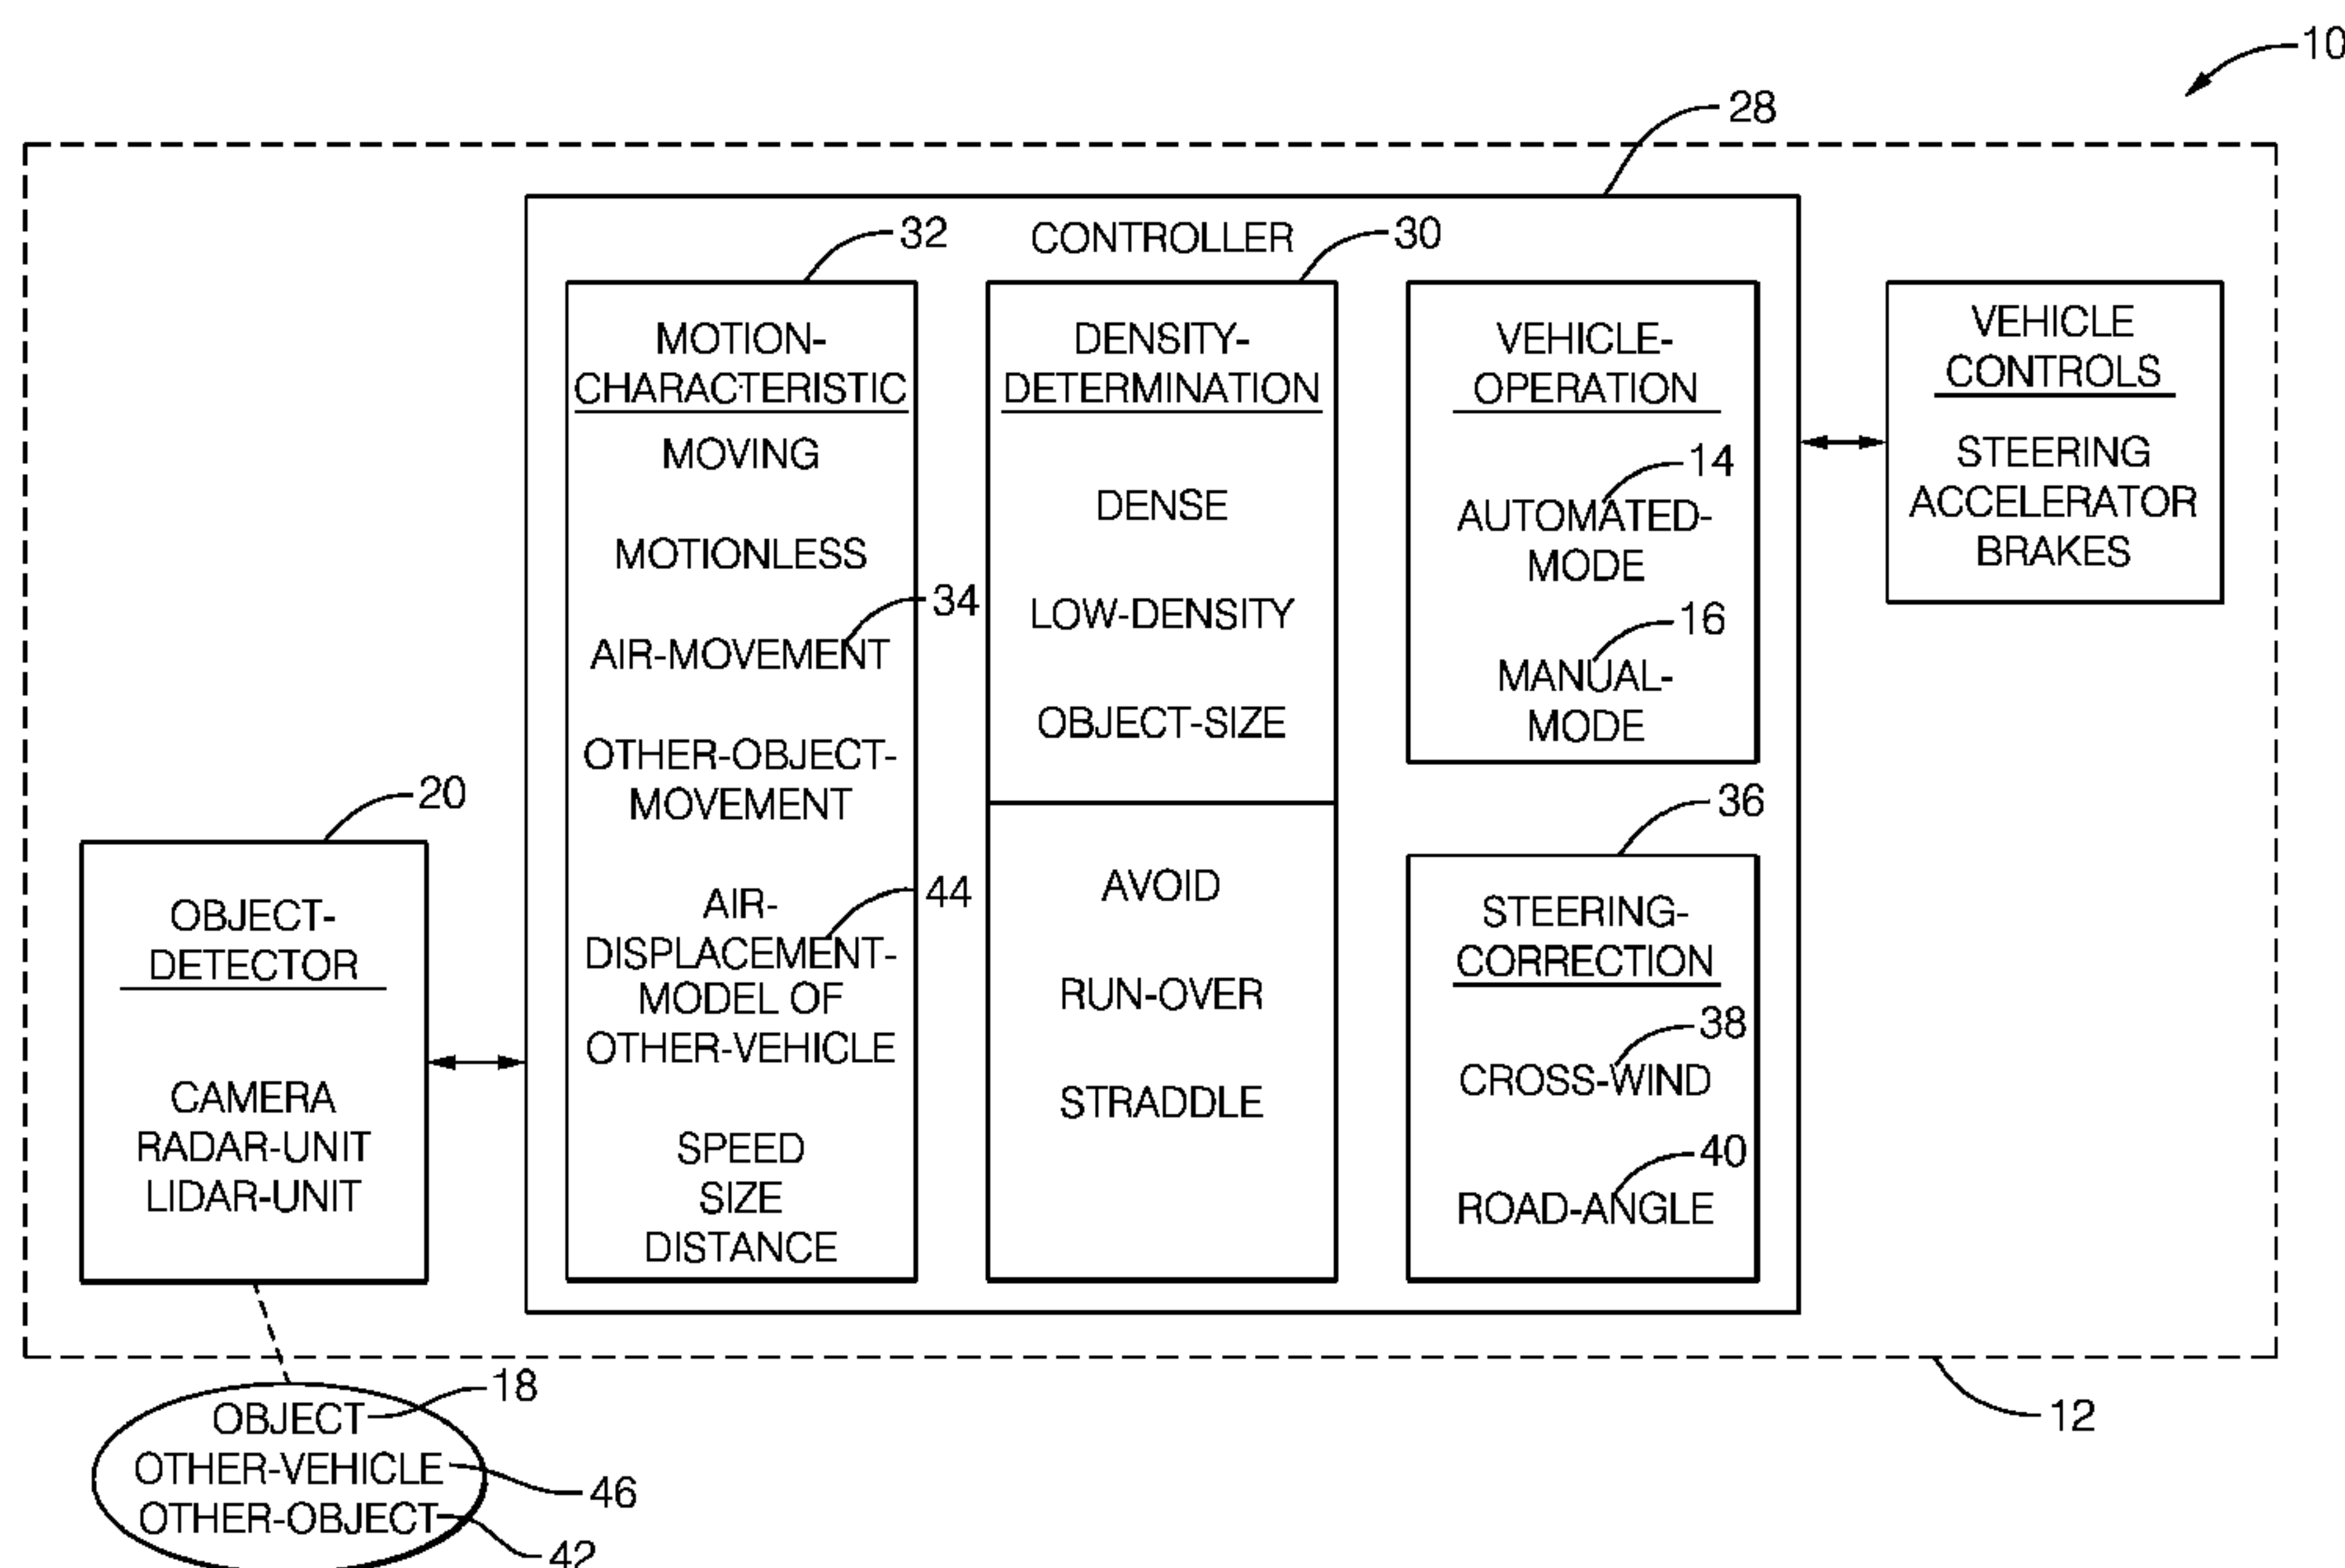 10
28
CONTROLLER
32
MOTION-
CHARACTERISTIC
MOVING
MOTIONLESS
34
AIR-MOVEMENT
OTHER-OBJECT-
MOVEMENT
44
AIR-
DISPLACEMENT-
MODEL OF
OTHER-VEHICLE
SPEED
SIZE
DISTANCE
30
DENSITY-
DETERMINATION
DENSE
LOW-DENSITY
OBJECT-SIZE
AVOID
RUN-OVER
STRADDLE
VEHICLE-
OPERATION
14
AUTOMATED-
MODE
16
MANUAL-
MODE
36
STEERING-
CORRECTION
38
CROSS-WIND
40
ROAD-ANGLE
VEHICLE
CONTROLS
STEERING
ACCELERATOR
BRAKES
20
OBJECT-
DETECTOR
CAMERA
RADAR-UNIT
LIDAR-UNIT
OBJECT 18
OTHER-VEHICLE 46
OTHER-OBJECT 42
12